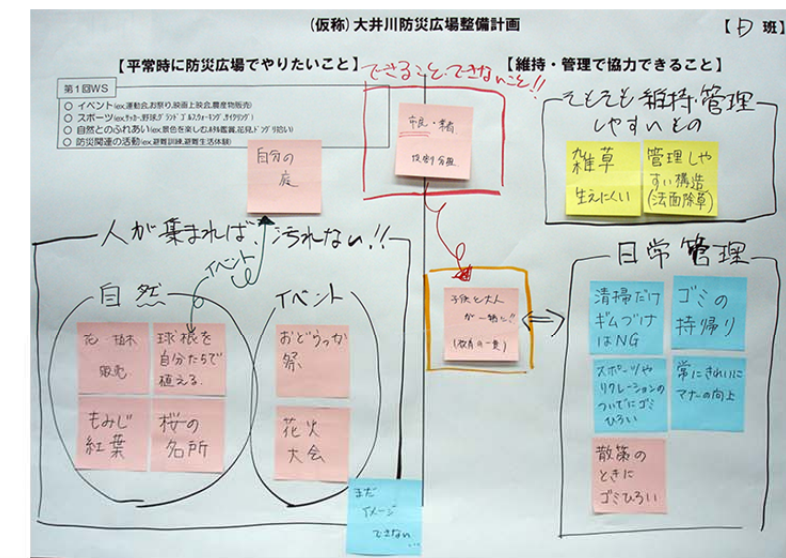 (仮称)大井川防災広場整備計画
【D 班】
【平常時に防災広場でやりたいこと】
第1回WS
○ イベント(ex.運動会,お祭り,映画上映会,農産物販売)
○ スポーツ(ex.サッカー,野球,グランドゴルフ,ウォーキング,サイクリング)
○ 自然とのふれあい(ex.景色を楽しむ,
花見,ドングリ拾い)
○ 防災関連の活動(ex.避難訓練,避難生活体験)
できること・できないこと!!
市民・
役割分担
【維持・管理で協力できること】
そもそも維持・管理
しやすいもの
雑草
生えにくい
管理しや
すい構造
(法面除草)
自分の
庭
人が集まれば、汚れない!!
イベント
自然
花 植木
販売
球根を
自分たちで
植える.
もみじ
紅葉
桜の
名所
イベント
おどろうっか
祭
花火
大会
まだ
イメージ
できない…
子供と大人
が一緒に!!
(教育の一貫)
日常管理
清掃だけ
ギムづけ
はNG
ゴミの
持帰り
スポーツや
リクレーションの
ついでにゴミ
ひろい
常にきれいに
マナーの向上
散策の
ときに
ゴミひろい